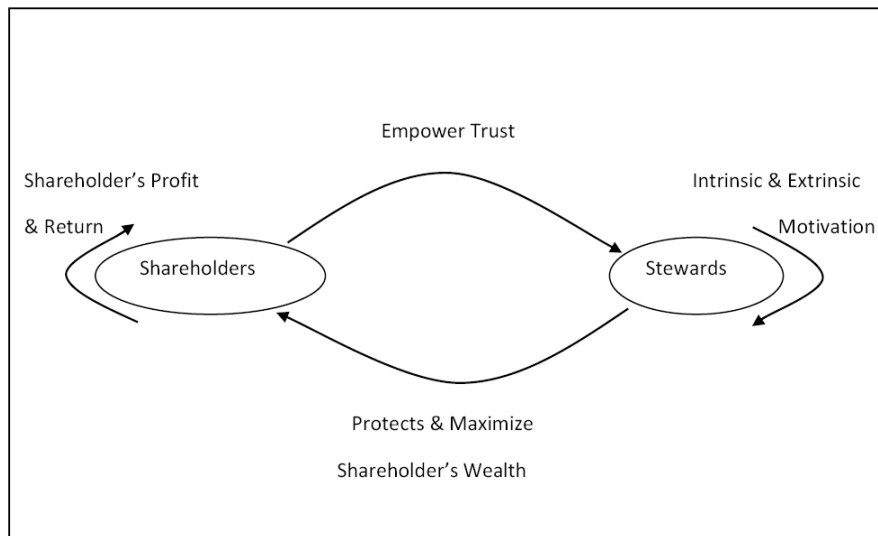 Empower Trust
Shareholder’s Profit
& Return
Intrinsic & Extrinsic
Motivation
Shareholders
Stewards
Protects & Maximize
Shareholder’s Wealth